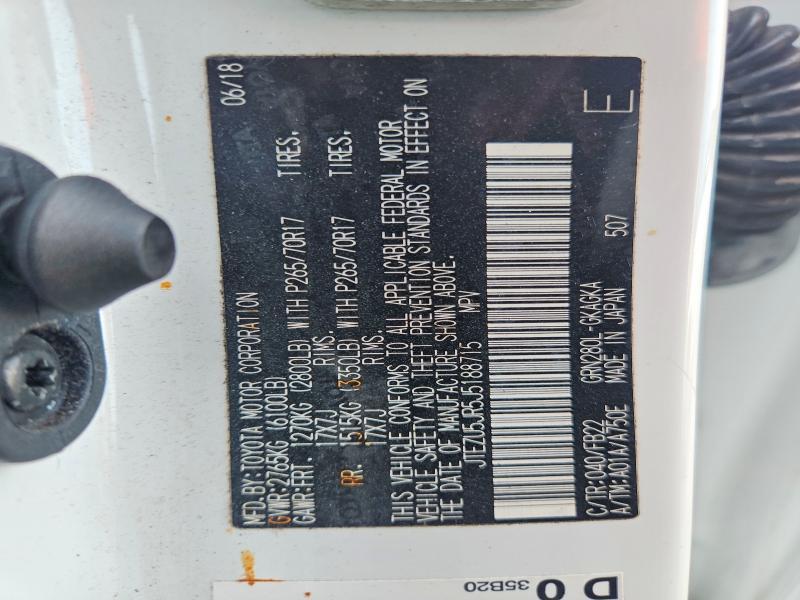 MFD.BY:TOYOTA MOTOR CORPORATION 06/18
GVWR:2765KG (6100LB)
GAWR:FRT. 1270KG (2800LB) WITH P265/70R17 TIRES,
17X7J RIMS,
RR. 1515KG (3350LB) WITH P265/70R17 TIRES,
17X7J RIMS.
THIS VEHICLE CONFORMS TO ALL APPLICABLE FEDERAL MOTOR
VEHICLE SAFETY AND THEFT PREVENTION STANDARDS IN EFFECT ON
THE DATE OF MANUFACTURE SHOWN ABOVE.
JTEZU5JR5J5188715 MPV
C/TR:040/FB22 GRN280L-GKAGKA
A/TM:A01A/A750E MADE IN JAPAN 507
E
35B20
D 0